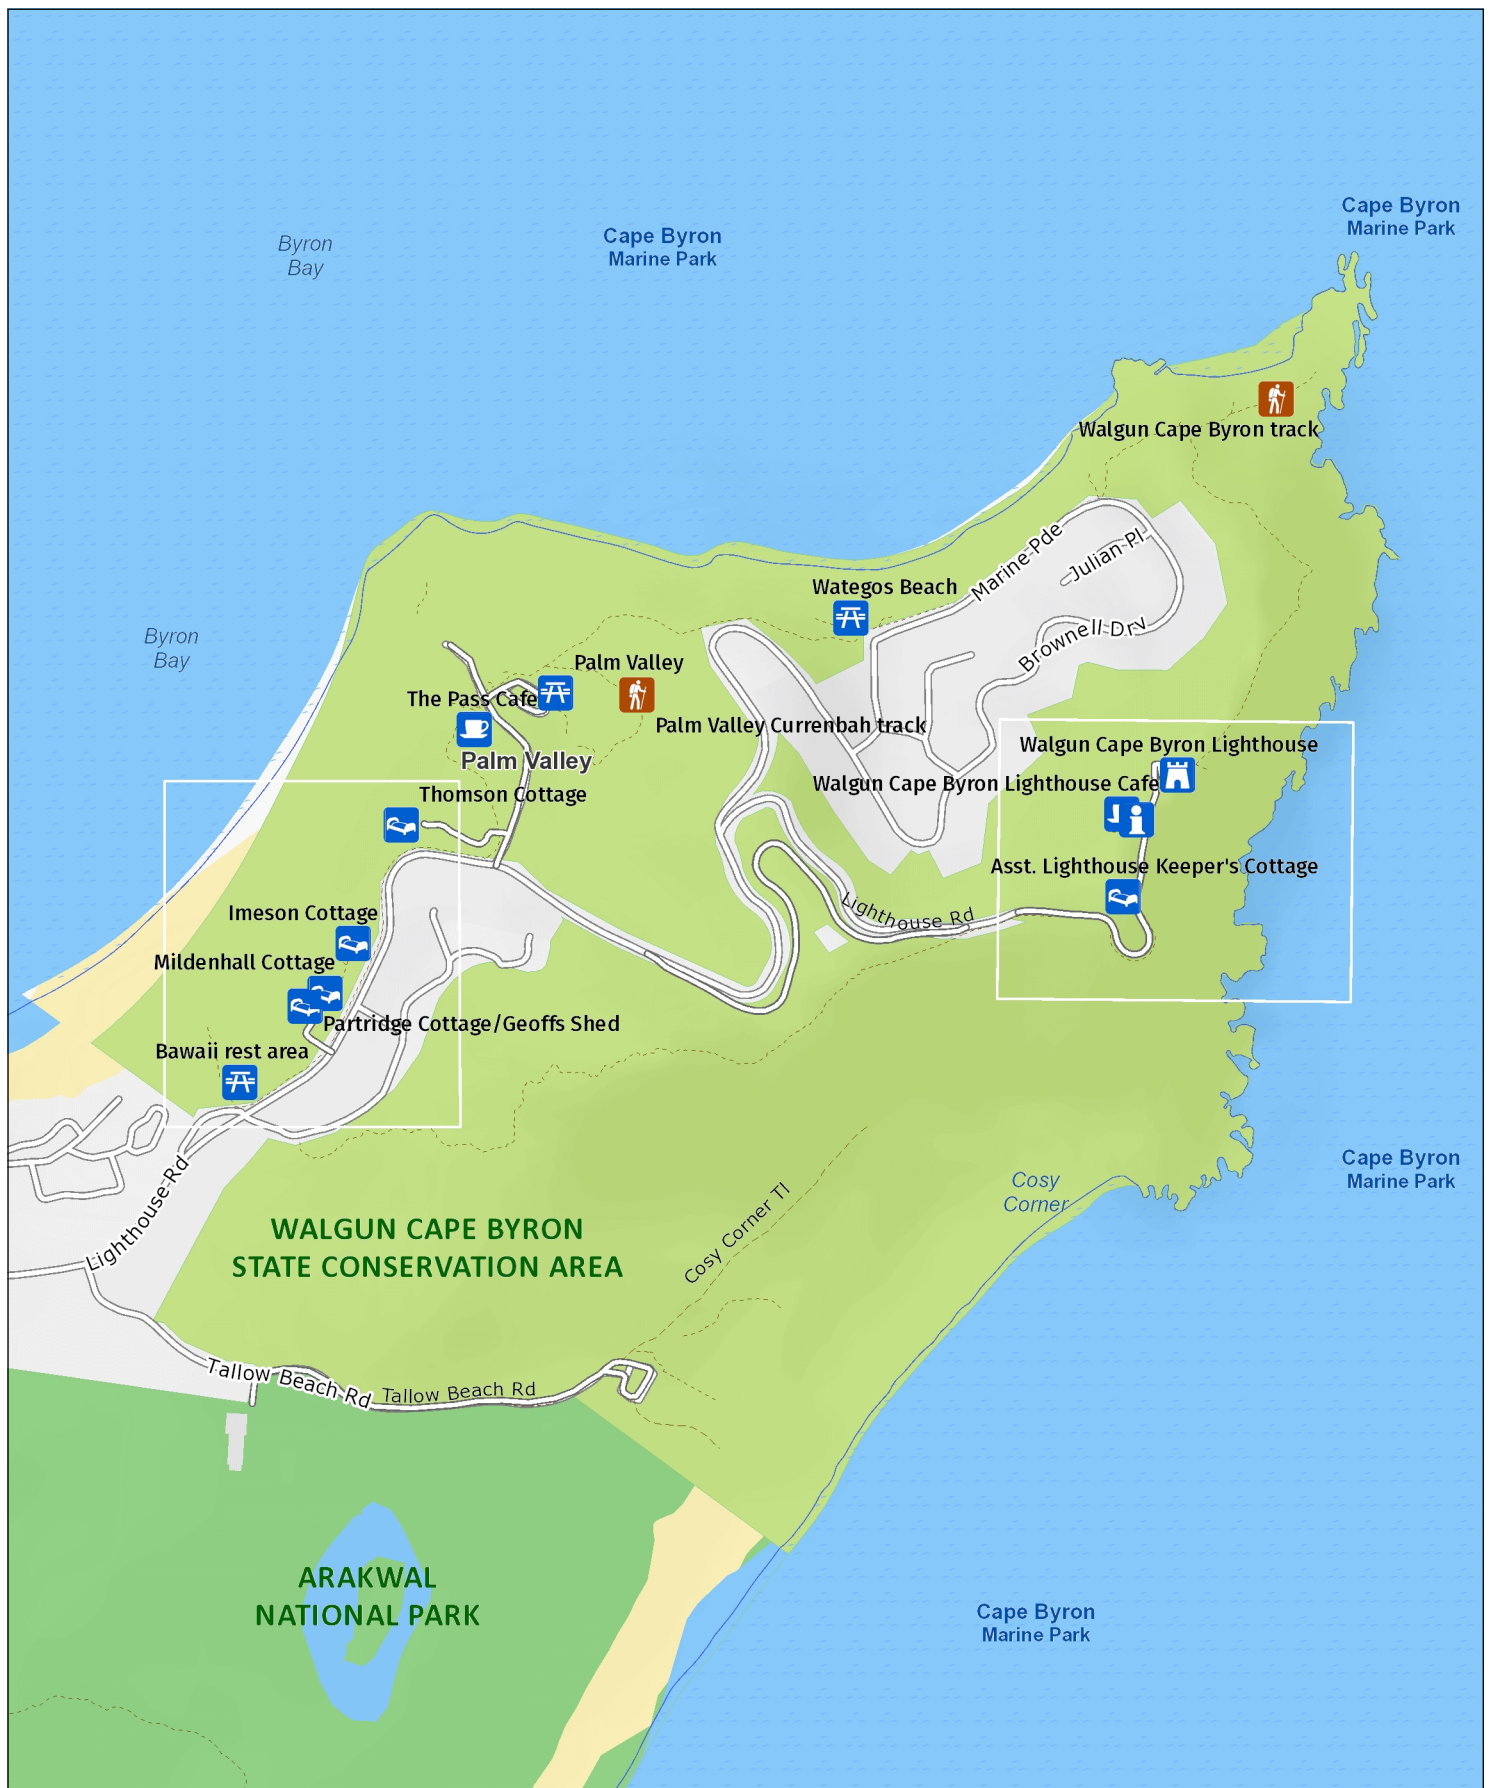 Cape Byron
Marine Park
Byron
Bay
Cape Byron
Marine Park
Walgun Cape Byron track
Marine Pde
Julian Pl
Wategos Beach
Brownell Drv
Byron
Bay
Palm Valley
The Pass Cafe
Palm Valley Currenbah track
Palm Valley
Walgun Cape Byron Lighthouse
Walgun Cape Byron Lighthouse Cafe
Thomson Cottage
Asst. Lighthouse Keeper's Cottage
Lighthouse Rd
Imeson Cottage
Mildenhall Cottage
Partridge Cottage/Geoffs Shed
Bawaii rest area
Lighthouse Rd
Cape Byron
Marine Park
Cosy
Corner
Cosy Corner Tl
WALGUN CAPE BYRON
STATE CONSERVATION AREA
Tallow Beach Rd
Tallow Beach Rd
ARAKWAL
NATIONAL PARK
Cape Byron
Marine Park